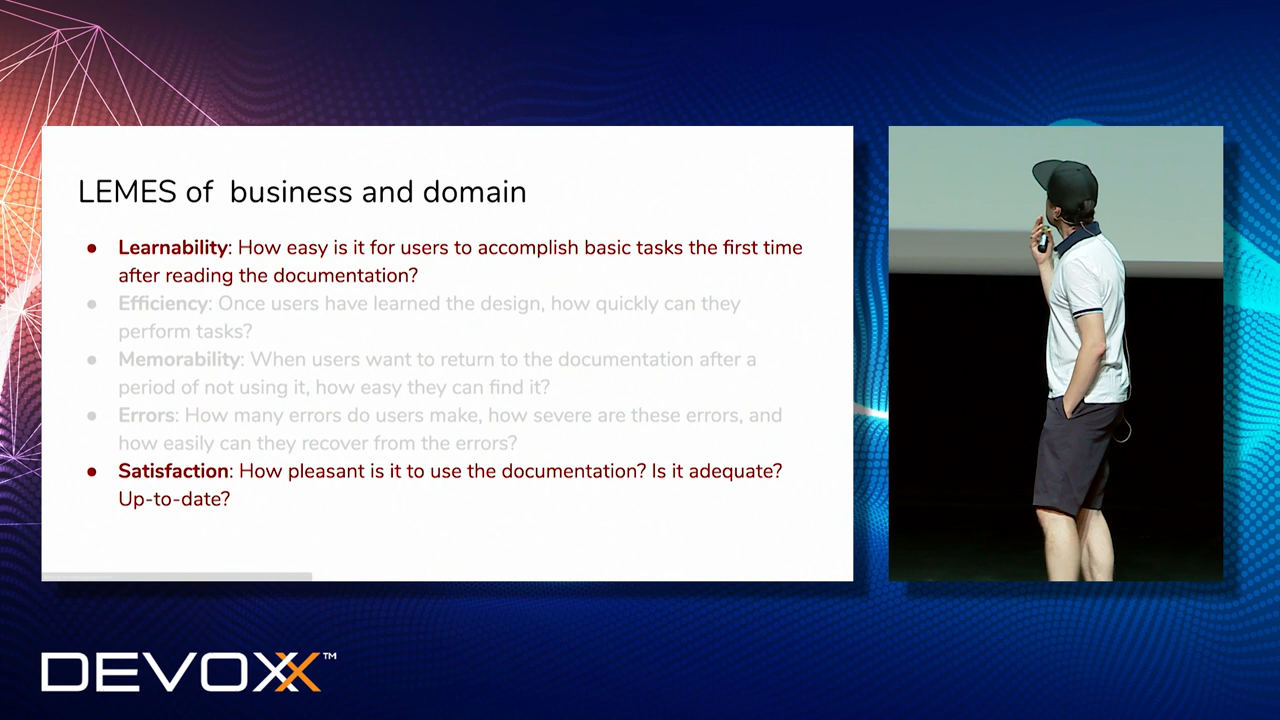 LEMES of  business and domain
● Learnability: How easy is it for users to accomplish basic tasks the first time
after reading the documentation?
● Efficiency: Once users have learned the design, how quickly can they
perform tasks?
● Memorability: When users want to return to the documentation after a
period of not using it, how easy they can find it?
● Errors: How many errors do users make, how severe are these errors, and
how easily can they recover from the errors?
● Satisfaction: How pleasant is it to use the documentation? Is it adequate?
Up-to-date?
DEVOXX™